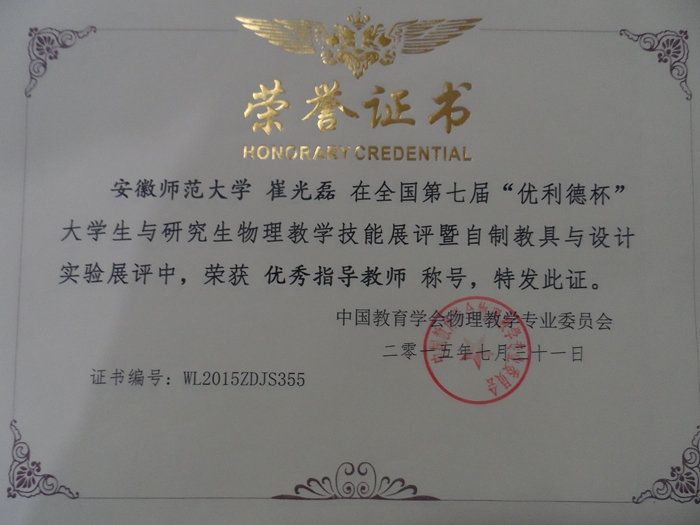 荣誉证书
HONORARY CREDENTIAL
安徽师范大学 崔光磊 在全国第七届“优利德杯”
大学生与研究生物理教学技能展评暨自制教具与设计
实验展评中，荣获 优秀指导教师 称号，特发此证。
中国教育学会物理教学专业委员会
二零一五年七月三十一日
证书编号：WL2015ZDJS355